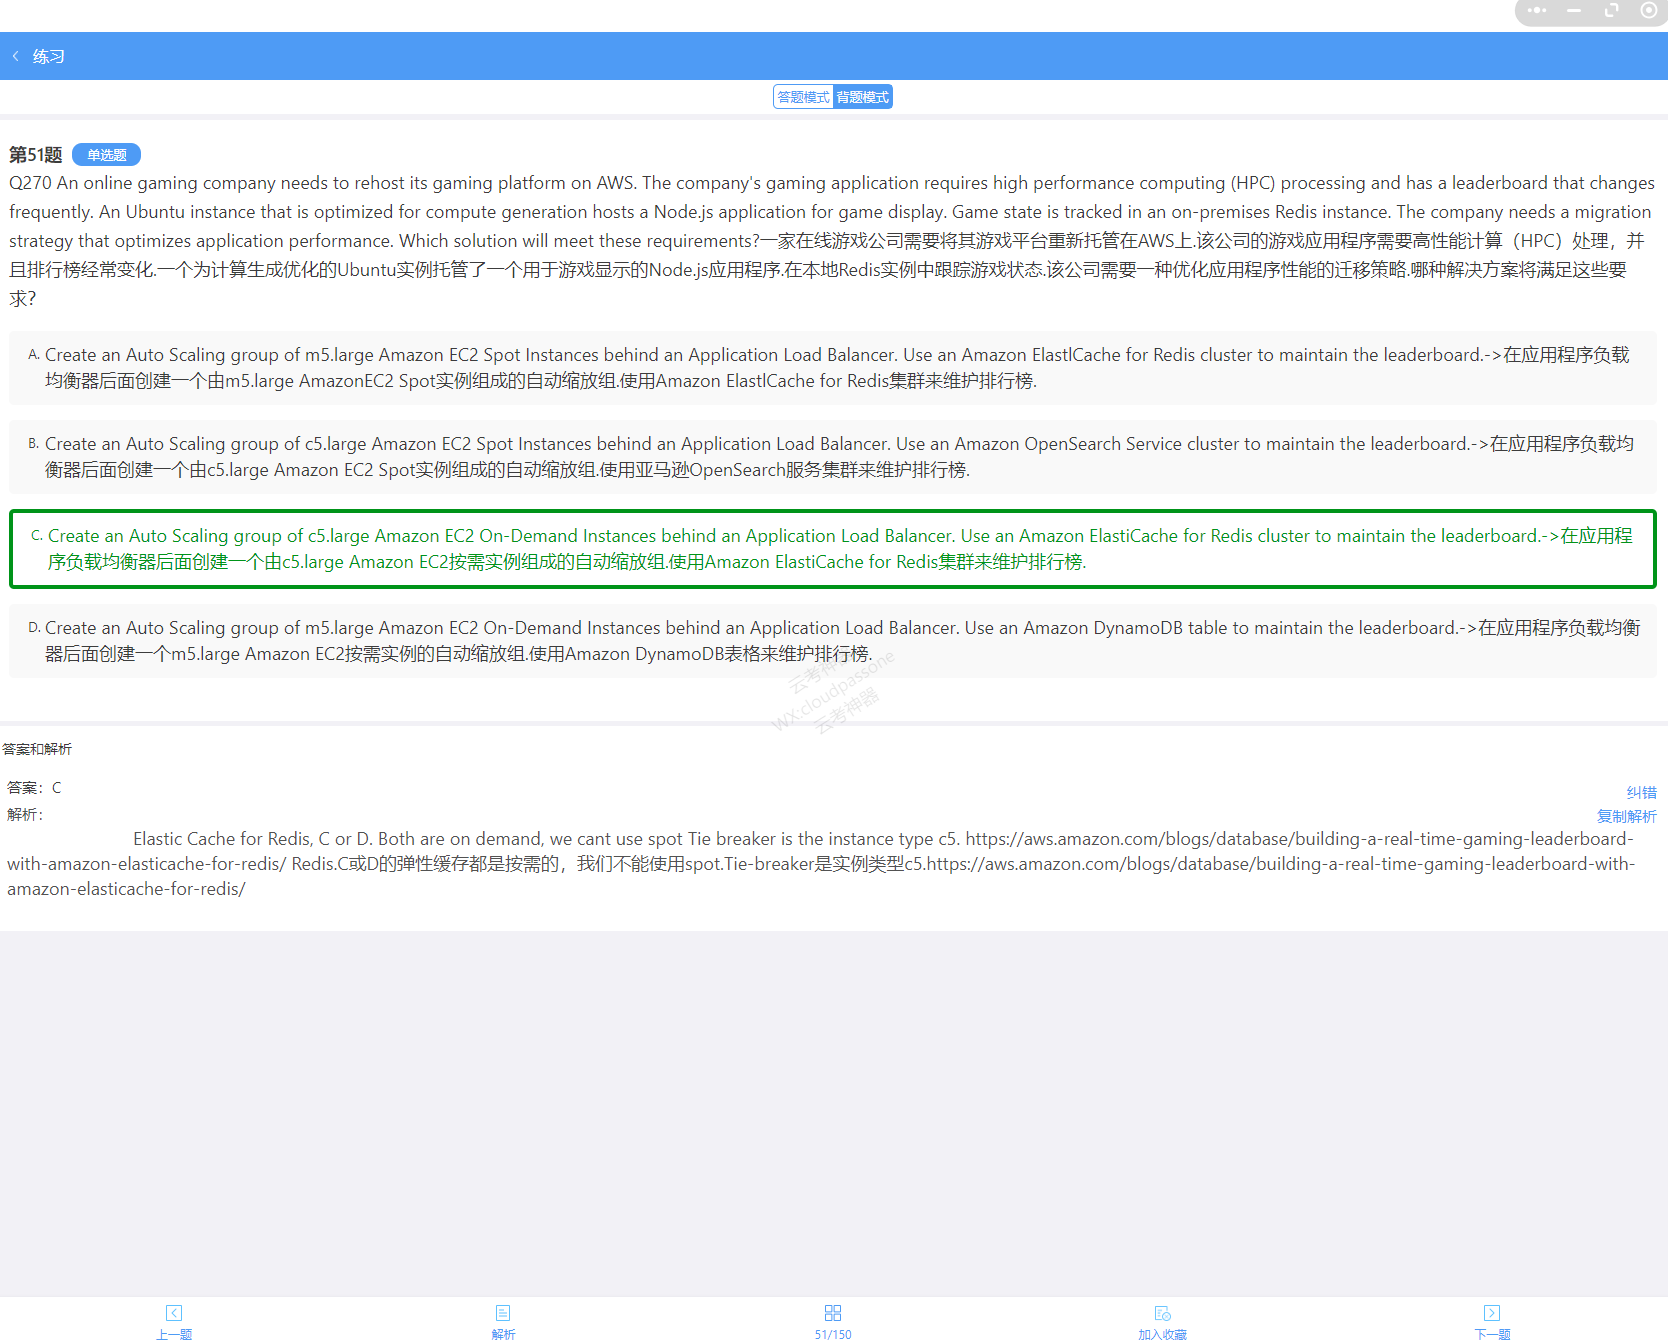 练习
答题模式 背题模式
第51题 单选题
Q270 An online gaming company needs to rehost its gaming platform on AWS. The company's gaming application requires high performance computing (HPC) processing and has a leaderboard that changes
frequently. An Ubuntu instance that is optimized for compute generation hosts a Node.js application for game display. Game state is tracked in an on-premises Redis instance. The company needs a migration
strategy that optimizes application performance. Which solution will meet these requirements?一家在线游戏公司需要将其游戏平台重新托管在AWS上.该公司的游戏应用程序需要高性能计算（HPC）处理，并
且排行榜经常变化.一个为计算生成优化的Ubuntu实例托管了一个用于游戏显示的Node.js应用程序.在本地Redis实例中跟踪游戏状态.该公司需要一种优化应用程序性能的迁移策略.哪种解决方案将满足这些要
求？
A. Create an Auto Scaling group of m5.large Amazon EC2 Spot Instances behind an Application Load Balancer. Use an Amazon ElastlCache for Redis cluster to maintain the leaderboard.->在应用程序负载
均衡器后面创建一个由m5.large AmazonEC2 Spot实例组成的自动缩放组.使用Amazon ElastlCache for Redis集群来维护排行榜.
B. Create an Auto Scaling group of c5.large Amazon EC2 Spot Instances behind an Application Load Balancer. Use an Amazon OpenSearch Service cluster to maintain the leaderboard.->在应用程序负载均
衡器后面创建一个由c5.large Amazon EC2 Spot实例组成的自动缩放组.使用亚马逊OpenSearch服务集群来维护排行榜.
C. Create an Auto Scaling group of c5.large Amazon EC2 On-Demand Instances behind an Application Load Balancer. Use an Amazon ElastiCache for Redis cluster to maintain the leaderboard.->在应用程
序负载均衡器后面创建一个由c5.large Amazon EC2按需实例组成的自动缩放组.使用Amazon ElastiCache for Redis集群来维护排行榜.
D. Create an Auto Scaling group of m5.large Amazon EC2 On-Demand Instances behind an Application Load Balancer. Use an Amazon DynamoDB table to maintain the leaderboard.->在应用程序负载均衡
器后面创建一个m5.large Amazon EC2按需实例的自动缩放组.使用Amazon DynamoDB表格来维护排行榜.
云考神器
WX:cloudpassone
云考神器
答案和解析
答案：C
纠错
解析：
复制解析
Elastic Cache for Redis, C or D. Both are on demand, we cant use spot Tie breaker is the instance type c5. https://aws.amazon.com/blogs/database/building-a-real-time-gaming-leaderboard-
with-amazon-elasticache-for-redis/ Redis.C或D的弹性缓存都是按需的，我们不能使用spot.Tie-breaker是实例类型c5.https://aws.amazon.com/blogs/database/building-a-real-time-gaming-leaderboard-with-
amazon-elasticache-for-redis/
上一题 解析 51/150 加入收藏 下一题